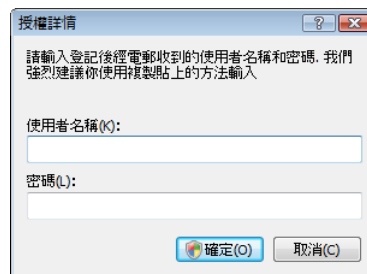 授權詳情
請輸入登記後經電郵收到的使用者名稱和密碼. 我們
強烈建議你使用複製貼上的方法輸入
使用者名稱(K):
密碼(L):
確定(O) 取消(C)